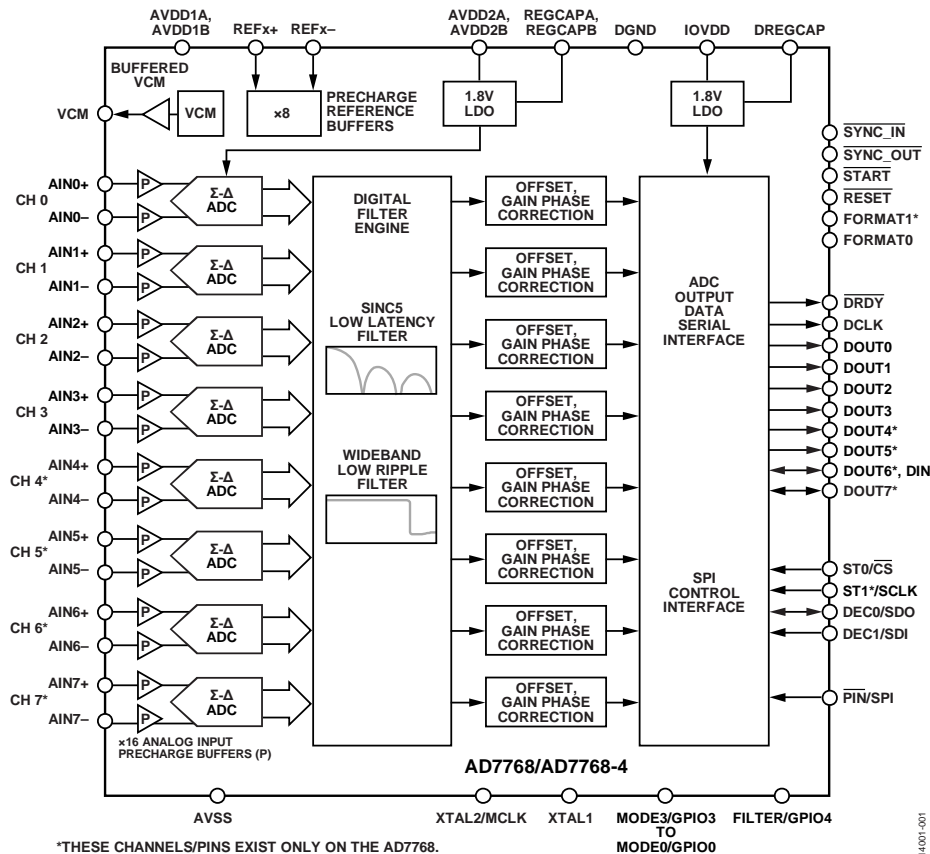 AVDD1A,
AVDD1B
REFx+
REFx–
AVDD2A,
AVDD2B
REGCAPA,
REGCAPB
DGND
IOVDD
DREGCAP
BUFFERED
VCM
VCM
VCM
×8
PRECHARGE
REFERENCE
BUFFERS
1.8V
LDO
1.8V
LDO
SYNC_IN
SYNC_OUT
START
RESET
FORMAT1*
FORMAT0
CH 0
AIN0+
AIN0–
P
P
Σ-Δ
ADC
CH 1
AIN1+
AIN1–
P
P
Σ-Δ
ADC
CH 2
AIN2+
AIN2–
P
P
Σ-Δ
ADC
CH 3
AIN3+
AIN3–
P
P
Σ-Δ
ADC
CH 4*
AIN4+
AIN4–
P
P
Σ-Δ
ADC
CH 5*
AIN5+
AIN5–
P
P
Σ-Δ
ADC
CH 6*
AIN6+
AIN6–
P
P
Σ-Δ
ADC
CH 7*
AIN7+
AIN7–
P
P
Σ-Δ
ADC
×16 ANALOG INPUT
PRECHARGE BUFFERS (P)
DIGITAL
FILTER
ENGINE
SINC5
LOW LATENCY
FILTER
WIDEBAND
LOW RIPPLE
FILTER
OFFSET,
GAIN PHASE
CORRECTION
OFFSET,
GAIN PHASE
CORRECTION
OFFSET,
GAIN PHASE
CORRECTION
OFFSET,
GAIN PHASE
CORRECTION
OFFSET,
GAIN PHASE
CORRECTION
OFFSET,
GAIN PHASE
CORRECTION
OFFSET,
GAIN PHASE
CORRECTION
OFFSET,
GAIN PHASE
CORRECTION
ADC
OUTPUT
DATA
SERIAL
INTERFACE
SPI
CONTROL
INTERFACE
DRDY
DCLK
DOUT0
DOUT1
DOUT2
DOUT3
DOUT4*
DOUT5*
DOUT6*, DIN
DOUT7*
ST0/CS
ST1*/SCLK
DEC0/SDO
DEC1/SDI
PIN/SPI
AD7768/AD7768-4
AVSS
XTAL2/MCLK
XTAL1
MODE3/GPIO3
TO
MODE0/GPIO0
FILTER/GPIO4
*THESE CHANNELS/PINS EXIST ONLY ON THE AD7768.
14001-001